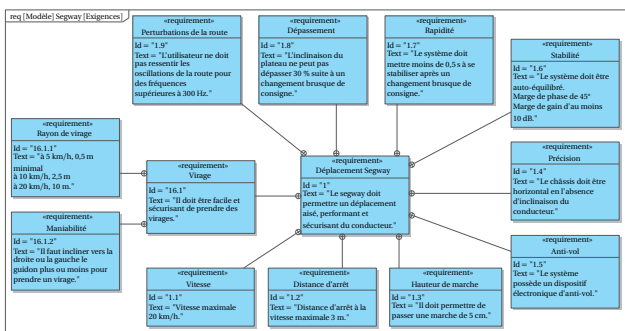 req [Modèle] Segway [Exigences]
«requirement»
Perturbations de la route
Id = "1.9"
Text = "L'utilisateur ne doit
pas ressentir les
oscillations de la route pour
des fréquences
supérieures à 300 Hz."
«requirement»
Dépassement
Id = "1.8"
Text = "L'inclinaison du
plateau ne peut pas
dépasser 30 % suite à un
changement brusque de
consigne."
«requirement»
Rapidité
Id = "1.7"
Text = "Le système doit
mettre moins de 0,5 s à se
stabiliser après un
changement brusque de
consigne."
«requirement»
Stabilité
Id = "1.6"
Text = "Le système doit être
auto-équilibré.
Marge de phase de 45°
Marge de gain d'au moins
10 dB."
«requirement»
Rayon de virage
Id = "16.1.1"
Text = "à 5 km/h, 0,5 m
minimal
à 10 km/h, 2,5 m
à 20 km/h, 10 m."
«requirement»
Virage
Id = "16.1"
Text = "Il doit être facile et
sécurisant de prendre des
virages."
«requirement»
Déplacement Segway
Id = "1"
Text = "Le segway doit
permettre un déplacement
aisé, performant et
sécurisant du conducteur."
«requirement»
Précision
Id = "1.4"
Text = "Le châssis doit être
horizontal en l'absence
d'inclinaison du
conducteur."
«requirement»
Maniabilité
Id = "16.1.2"
Text = "Il faut incliner vers la
droite ou la gauche le
guidon plus ou moins pour
prendre un virage."
«requirement»
Vitesse
Id = "1.1"
Text = "Vitesse maximale
20 km/h."
«requirement»
Distance d'arrêt
Id = "1.2"
Text = "Distance d'arrêt à la
vitesse maximale 3 m."
«requirement»
Hauteur de marche
Id = "1.3"
Text = "Il doit permettre de
passer une marche de 5 cm."
«requirement»
Anti-vol
Id = "1.5"
Text = "Le système
possède un dispositif
électronique d'anti-vol."